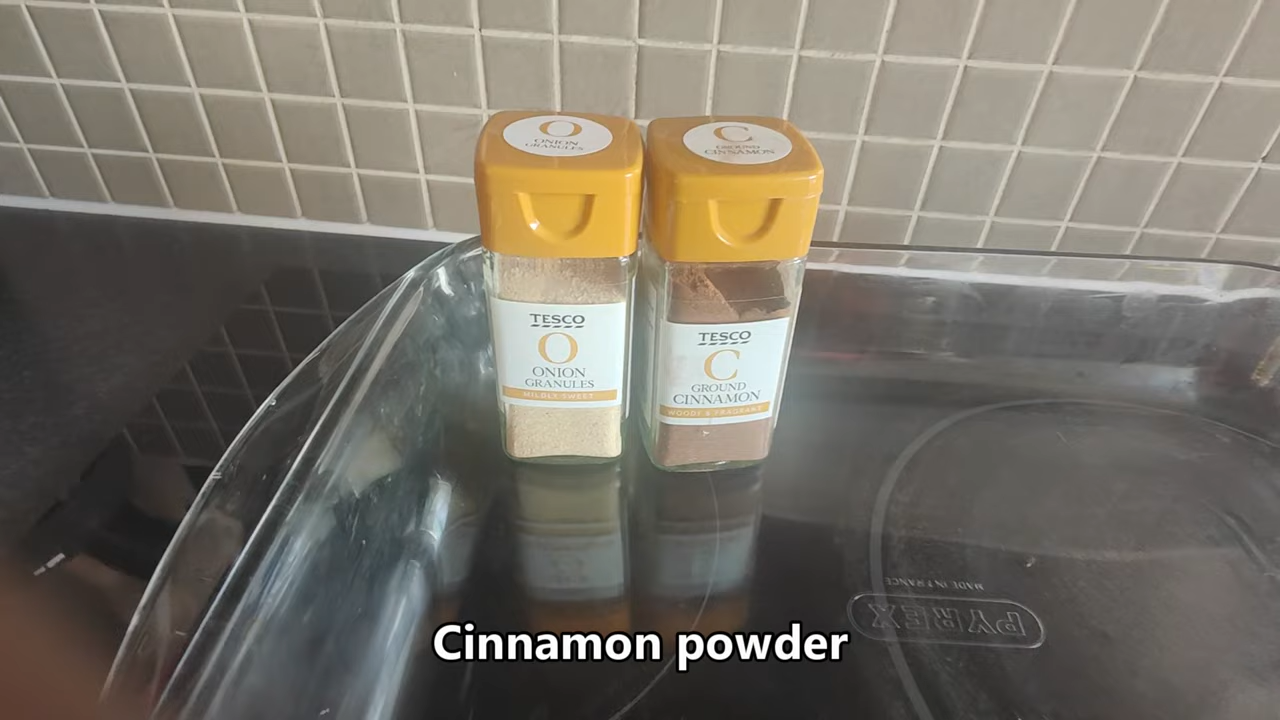 O
ONION
GRANULES
C
GROUND
CINNAMON
TESCO
O
ONION
GRANULES
MILDLY SWEET
TESCO
C
GROUND
CINNAMON
WOODY & FRAGRANT
MADE IN FRANCE
PYREX
Cinnamon powder